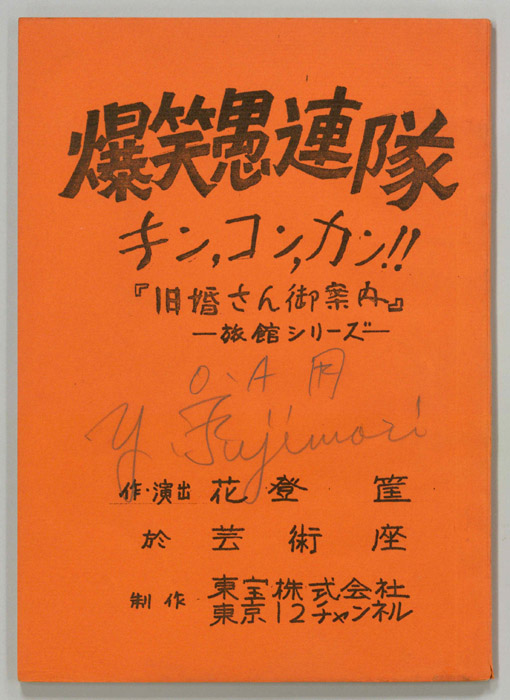 爆笑愚連隊
キン,コン,カン!!
『旧婚さん御案内』
―旅館シリーズ―
O.A用
Y Fujimori
作・演出 花登筐
於 芸術座
制作 東宝株式会社
東京12チャンネル